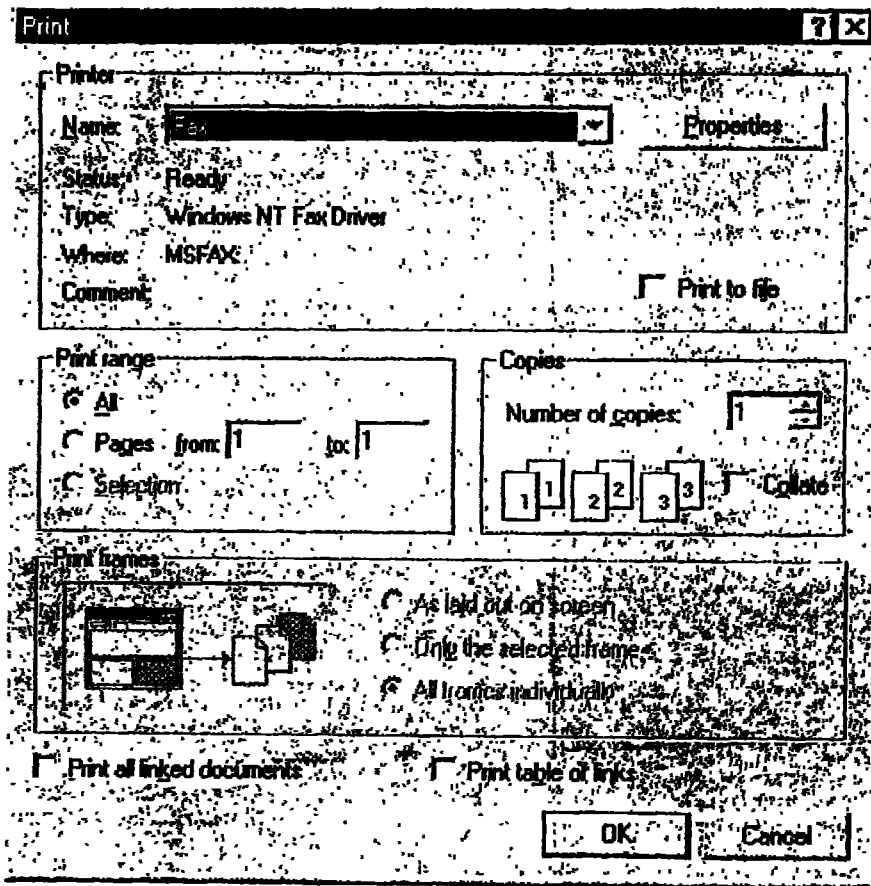 Print
Printer
Name: Fax Properties
Status: Ready
Type: Windows NT Fax Driver
Where: MSFAX:
Comment:
Print to file
Print range
All
Pages from: 1 to: 1
Selection
Copies
Number of copies: 1
1 1 2 2 3 3 Collate
Print frames
As laid out on screen
Only the selected frame
All frames individually
Print all linked documents Print table of links
OK Cancel